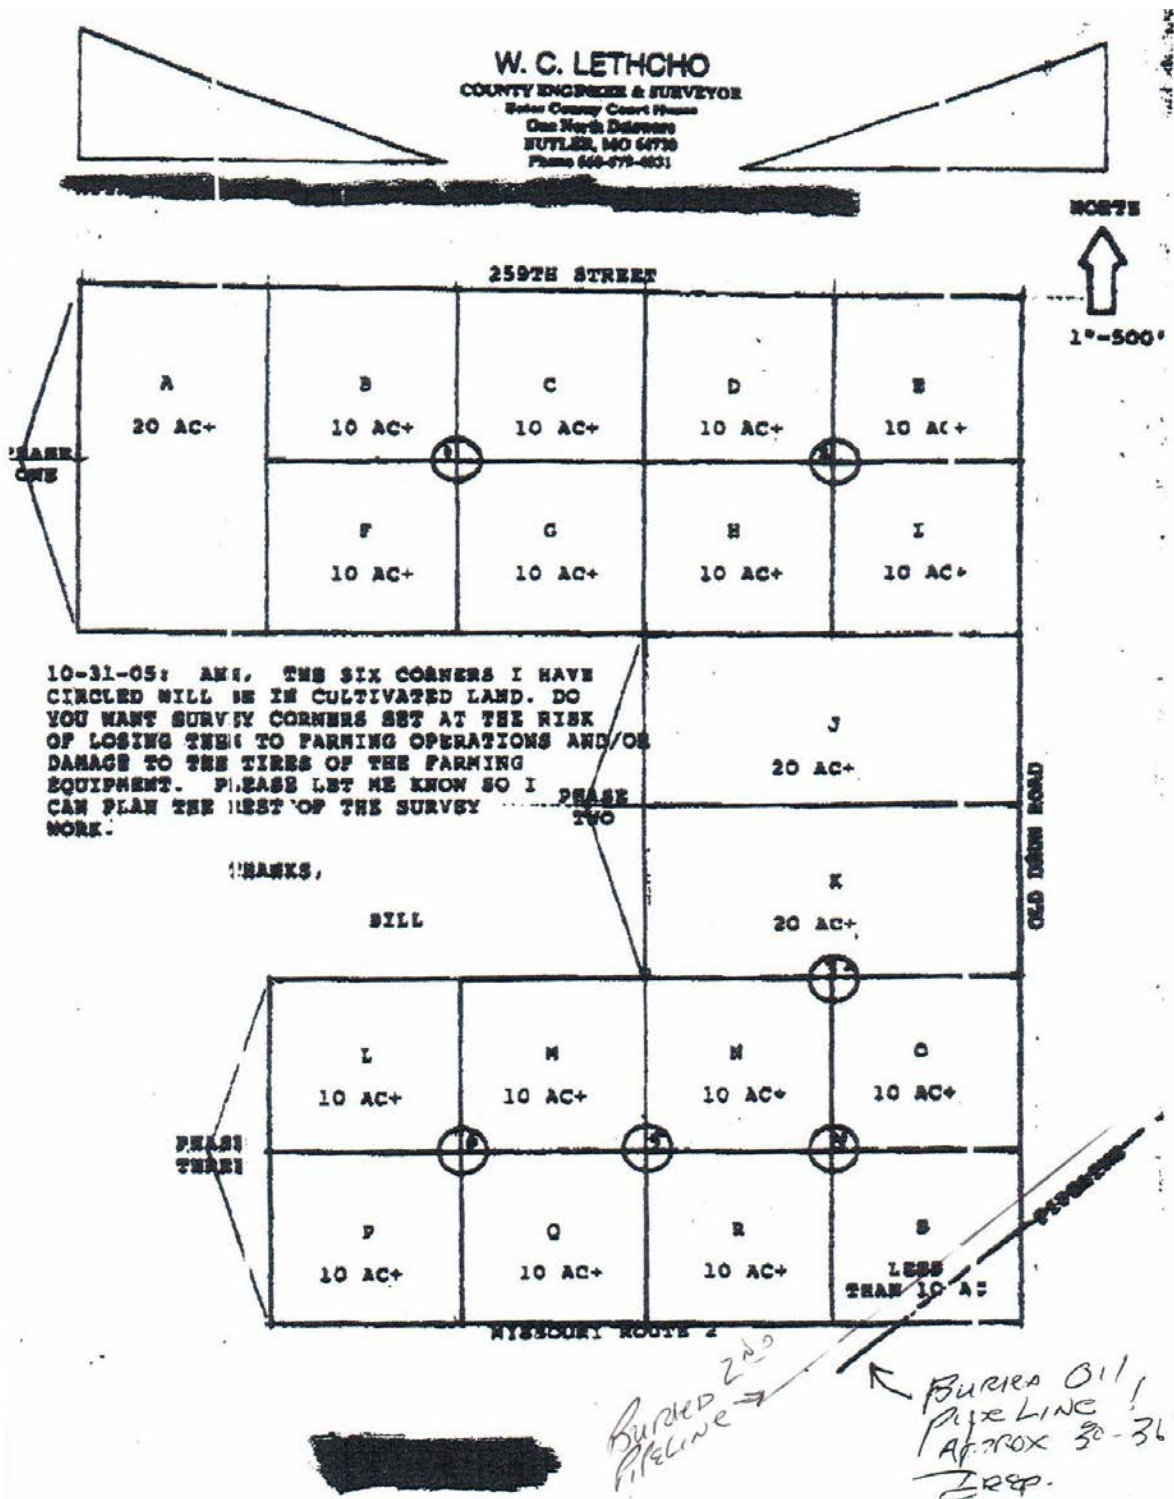 W. C. LETHCHO
COUNTY ENGINEER & SURVEYOR
Bates County Court House
One North Delaware
BUTLER, MO 64730
NORTH
259TH STREET
1"-500'
A
B
C
D
E
20 AC+
10 AC+
10 AC+
10 AC+
10 AC+
PHASE
ONE
F
G
H
I
10 AC+
10 AC+
10 AC+
10 AC+
10-31-05: THE SIX CORNERS I HAVE
CIRCLED WILL BE IN CULTIVATED LAND. DO
YOU WANT SURVEY CORNERS SET AT THE RISK
OF LOSING THEM TO FARMING OPERATIONS AND/OR
DAMAGE TO THE TIRES OF THE FARMING
EQUIPMENT. PLEASE LET ME KNOW SO I
CAN PLAN THE REST OF THE SURVEY
WORK.
THANKS,
BILL
J
20 AC+
PHASE
TWO
OLD ROAD
K
20 AC+
L
M
N
O
10 AC+
10 AC+
10 AC+
10 AC+
PHASE
THREE
PIPELINE
P
Q
R
S
10 AC+
10 AC+
10 AC+
LESS
THAN 10 AC
MISSOURI ROUTE 2
BURIED 2ND
PIPELINE
BURIED OIL
PIPELINE
APPROX 30-36
DEEP.